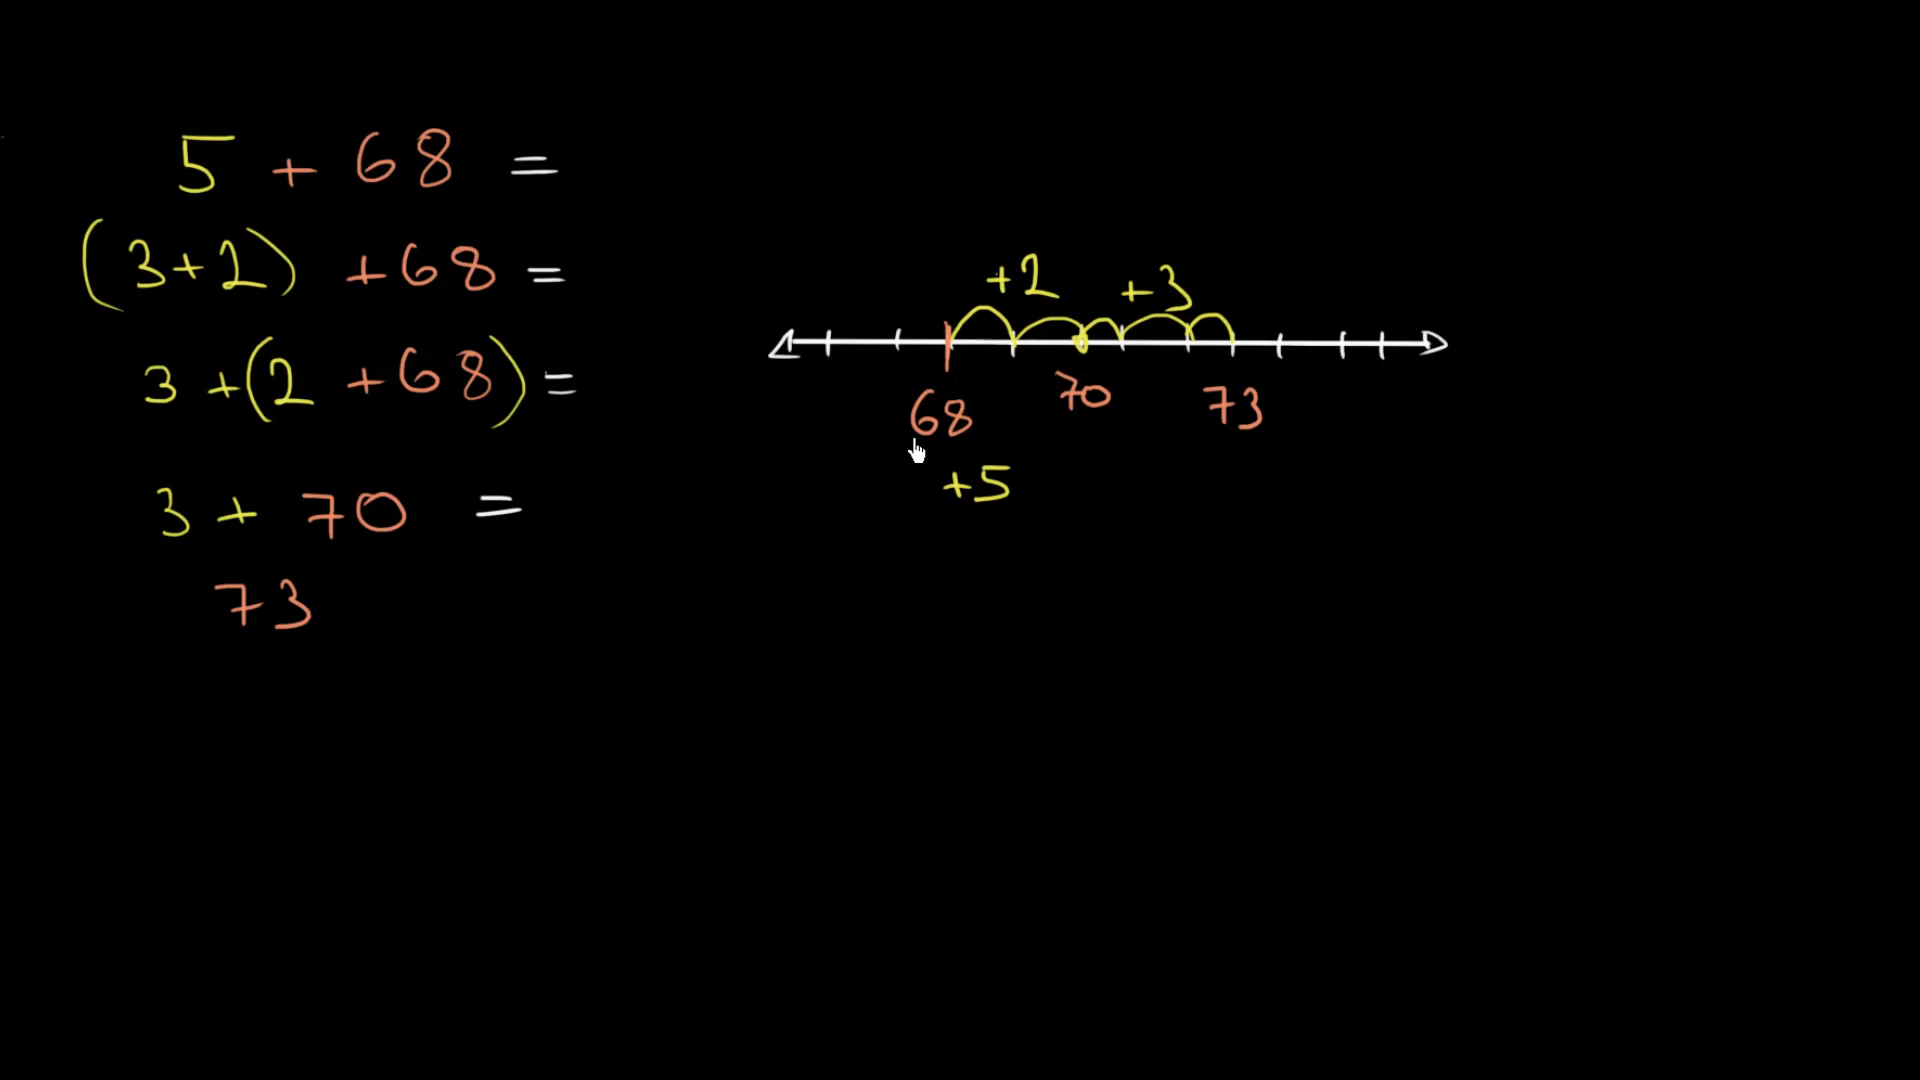 5 + 68 =
(3+2) +68 =
3 +(2 +68) =
3 + 70 =
73
+2 +3
68 70 73
+5